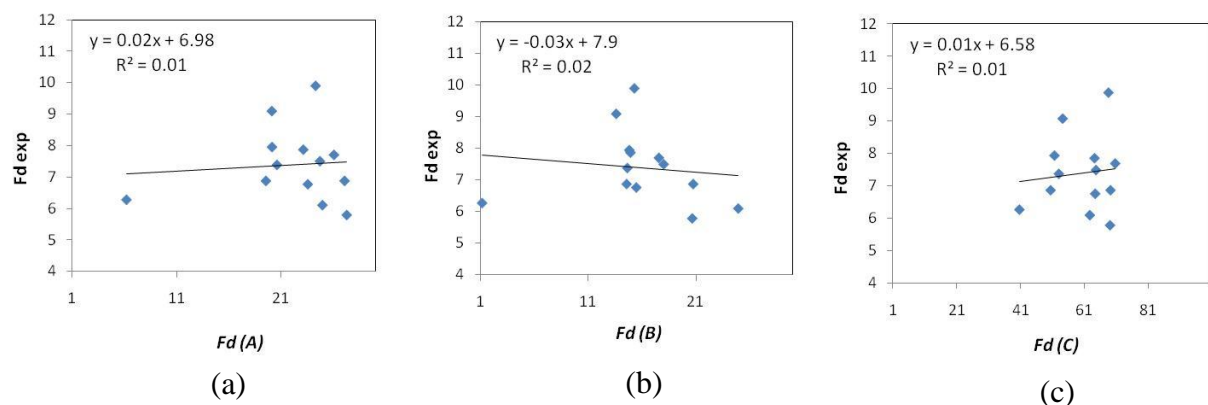 y = 0.02x + 6.98
R² = 0.01
12
11
10
9
8
7
6
5
4
Fd exp
1 11 21
Fd (A)
(a)
y = -0.03x + 7.9
R² = 0.02
12
11
10
9
8
7
6
5
4
Fd exp
1 11 21
Fd (B)
(b)
y = 0.01x + 6.58
R² = 0.01
12
11
10
9
8
7
6
5
4
Fd exp
1 21 41 61 81
Fd (C)
(c)